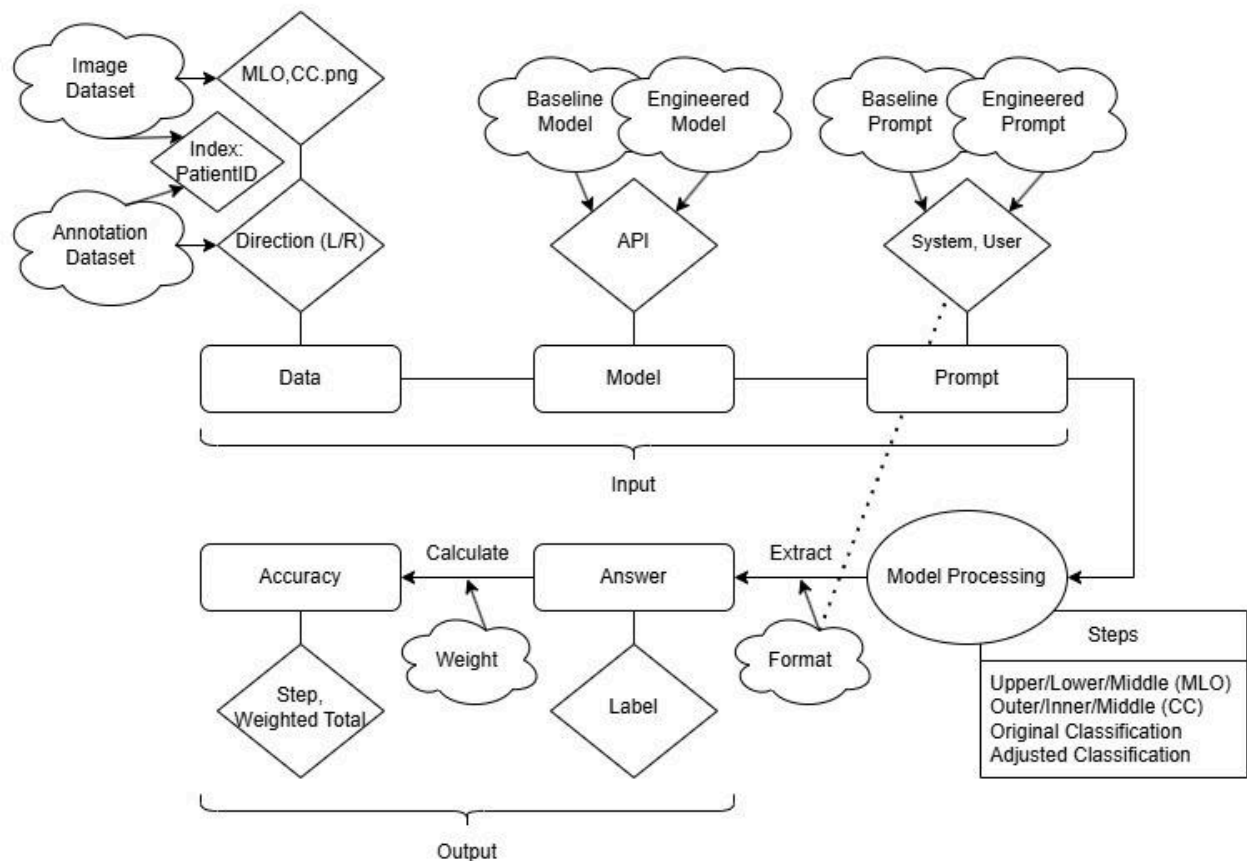 Image
Dataset
MLO,CC.png
Baseline
Model
Engineered
Model
Baseline
Prompt
Engineered
Prompt
Index:
PatientID
Annotation
Dataset
Direction (L/R)
API
System, User
Data
Model
Prompt
Input
Accuracy
Calculate
Answer
Extract
Model Processing
Weight
Format
Step,
Weighted Total
Label
Steps
Upper/Lower/Middle (MLO)
Outer/Inner/Middle (CC)
Original Classification
Adjusted Classification
Output